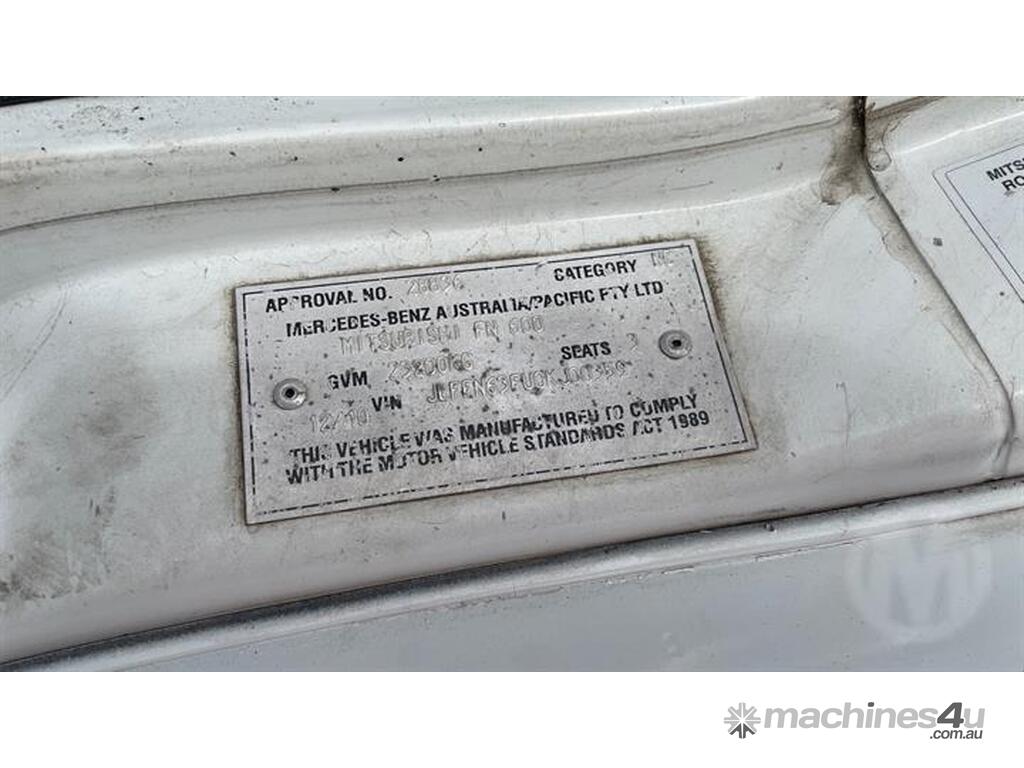 APPROVAL NO. CATEGORY NC
MERCEDES-BENZ AUSTRALIA/PACIFIC PTY LTD
MITSUBISHI FN 600
GVM SEATS
12/10 VIN
THIS VEHICLE WAS MANUFACTURED TO COMPLY
WITH THE MOTOR VEHICLE STANDARDS ACT 1989
M
machines4u
.com.au